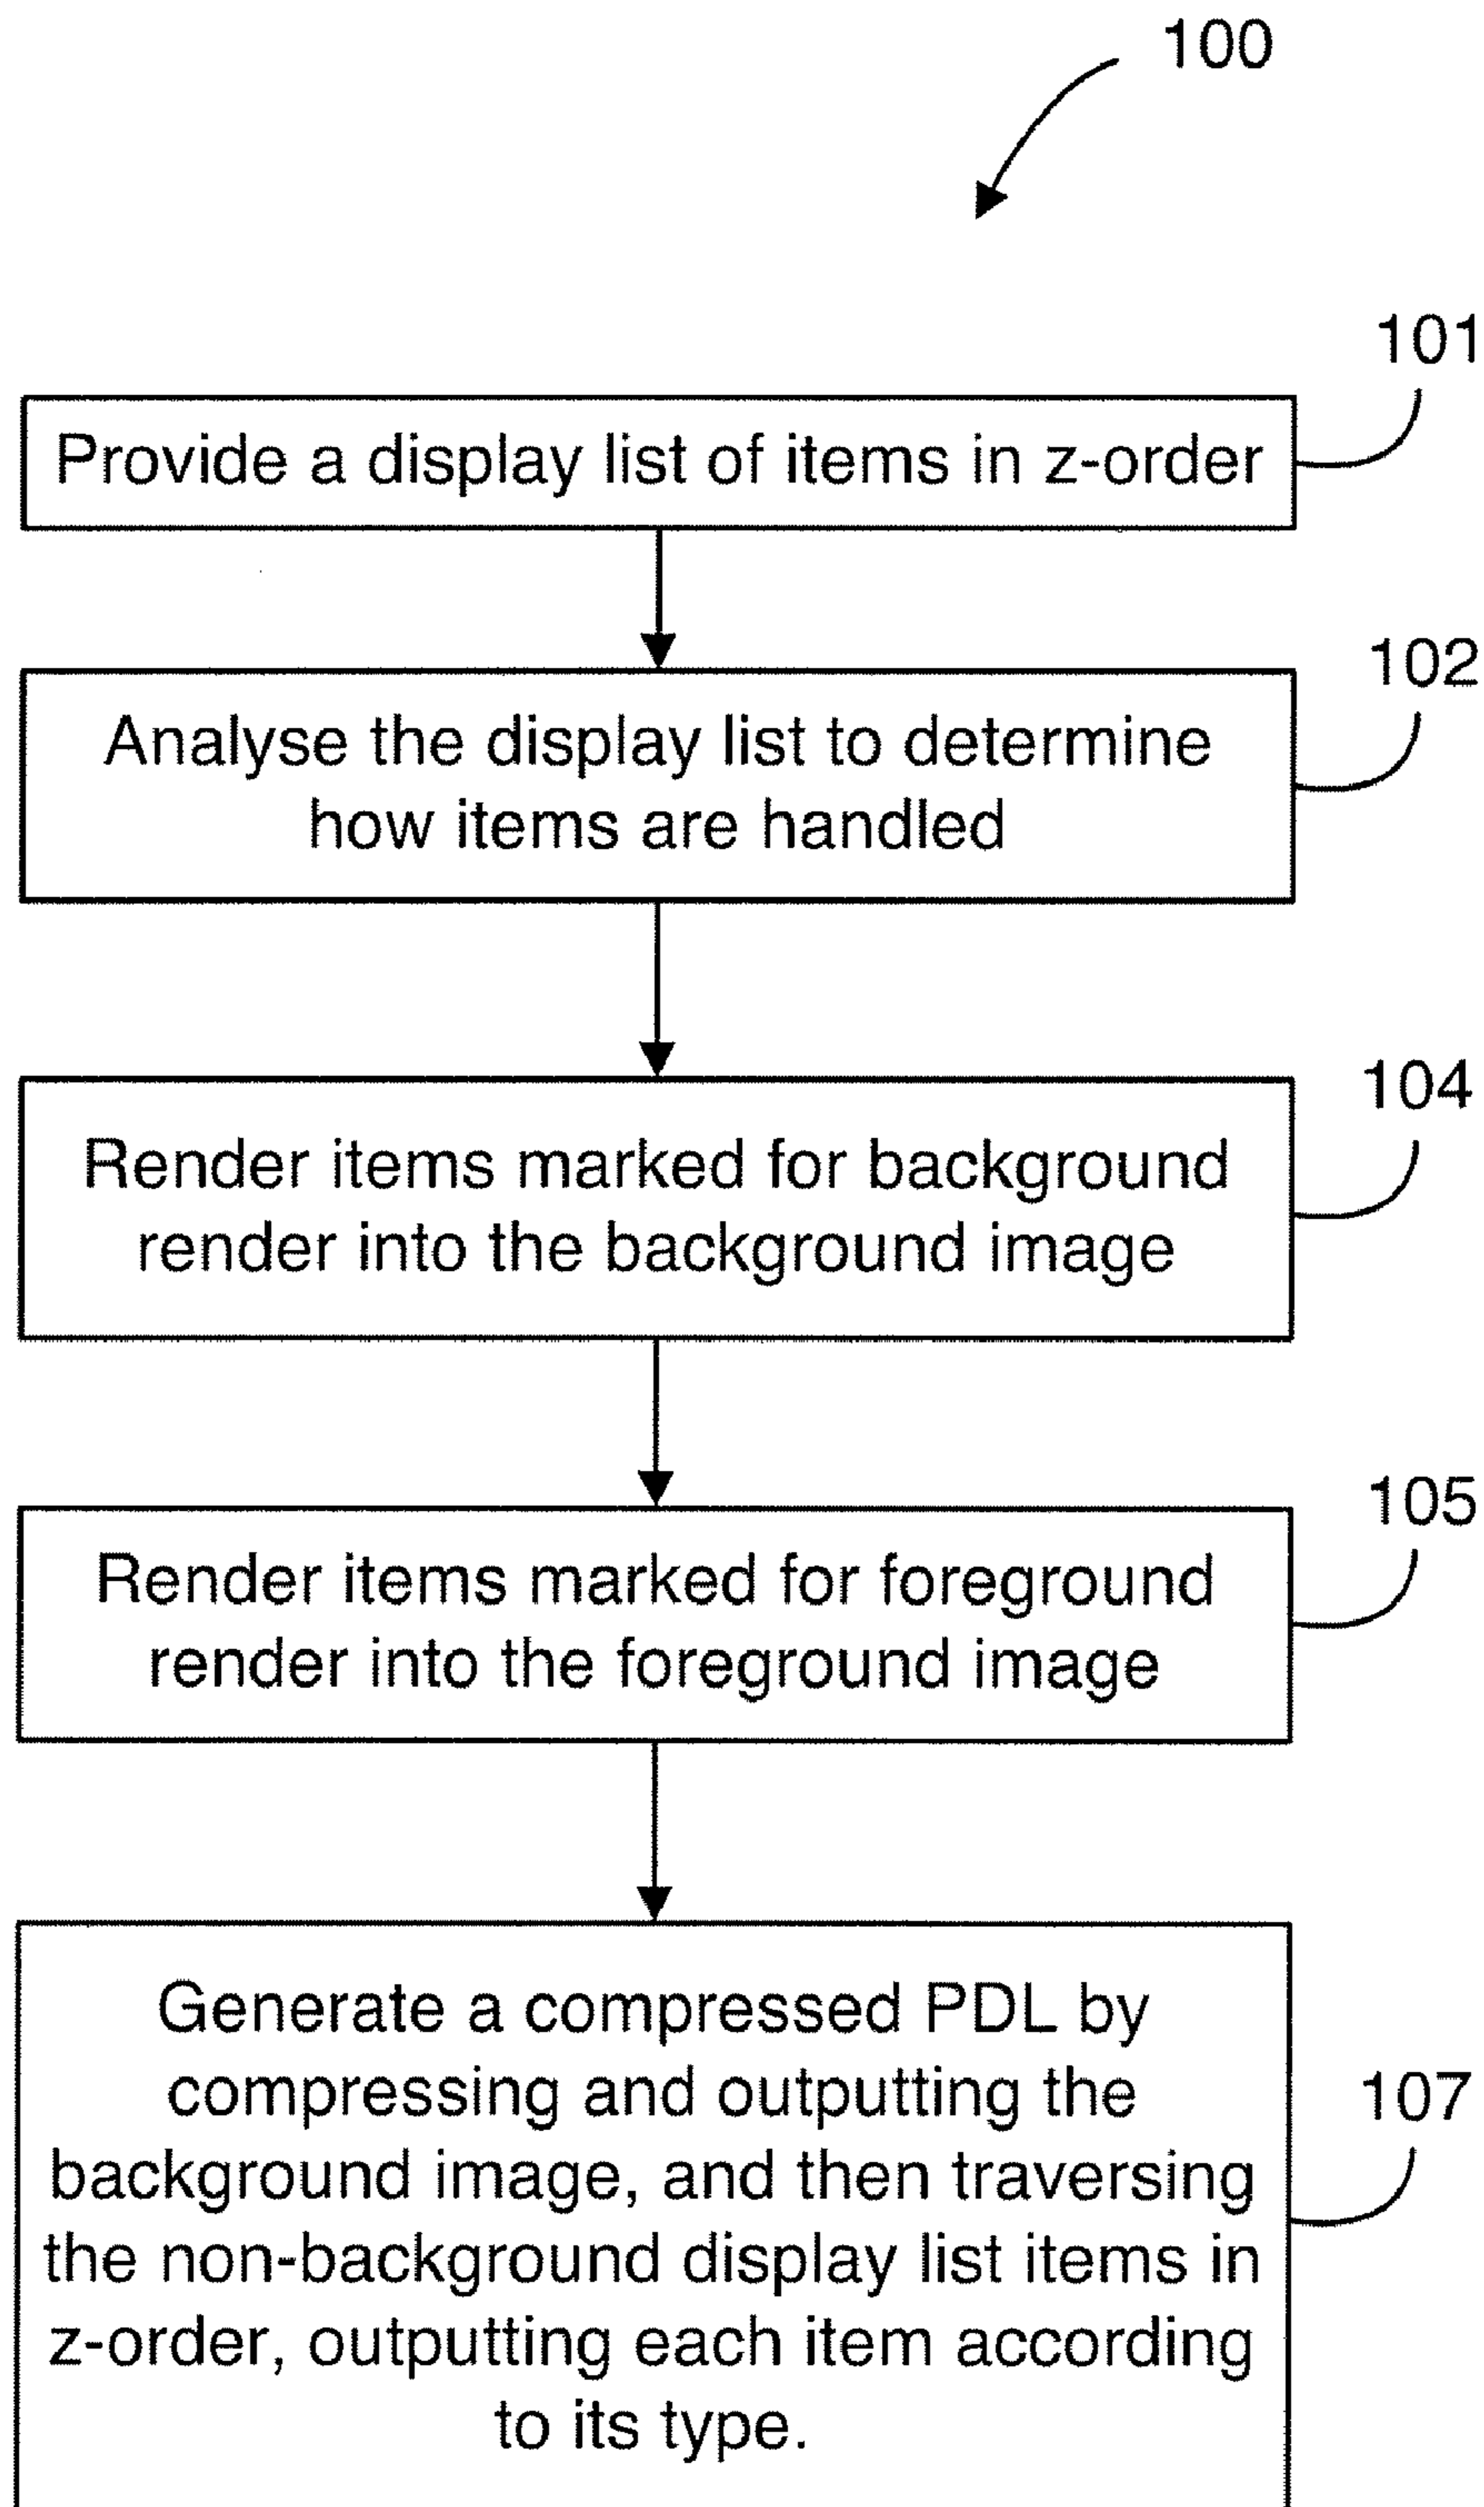 100
101
Provide a display list of items in z-order
102
Analyse the display list to determine
how items are handled
104
Render items marked for background
render into the background image
105
Render items marked for foreground
render into the foreground image
Generate a compressed PDL by
compressing and outputting the
107
background image, and then traversing
the non-background display list items in
z-order, outputting each item according
to its type.